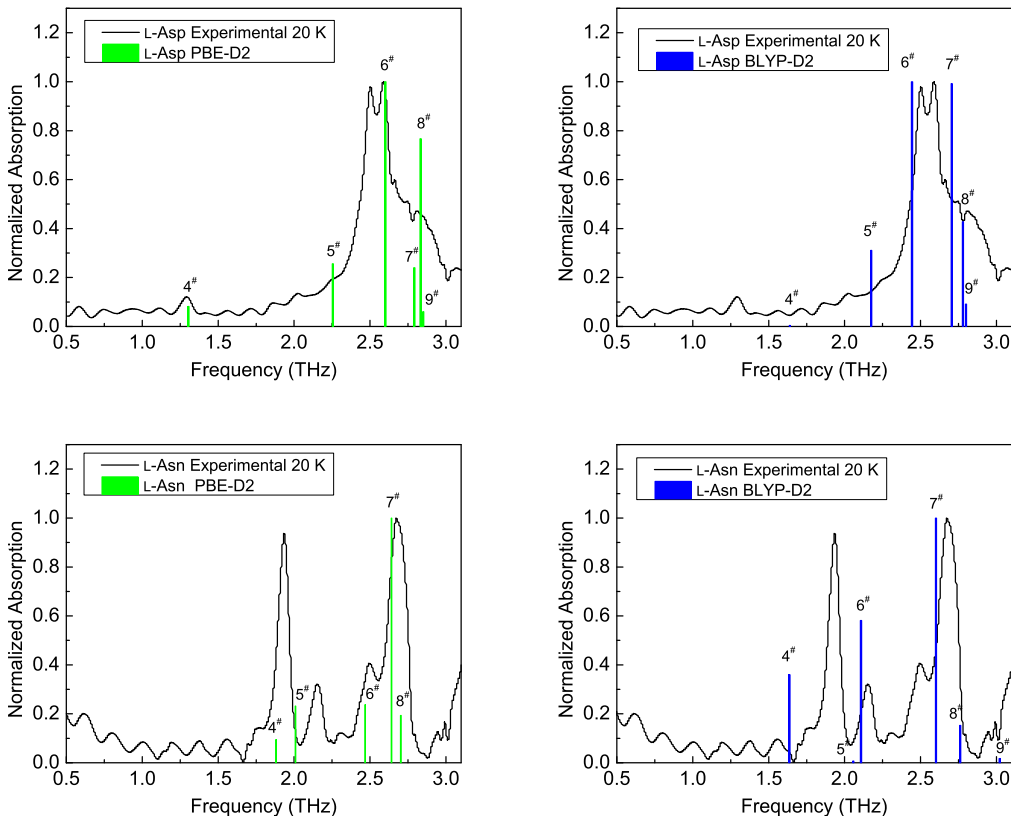 L-Asp Experimental 20 K
L-Asp PBE-D2
4#
5#
6#
7#
8#
9#
1.2
1.0
0.8
0.6
0.4
0.2
0.0
0.5 1.0 1.5 2.0 2.5 3.0
Normalized Absorption
Frequency (THz)
L-Asp Experimental 20 K
L-Asp BLYP-D2
4#
5#
6#
7#
8#
9#
1.2
1.0
0.8
0.6
0.4
0.2
0.0
0.5 1.0 1.5 2.0 2.5 3.0
Normalized Absorption
Frequency (THz)
L-Asn Experimental 20 K
L-Asn PBE-D2
4#
5#
6#
7#
8#
1.2
1.0
0.8
0.6
0.4
0.2
0.0
0.5 1.0 1.5 2.0 2.5 3.0
Normalized Absorption
Frequency (THz)
L-Asn Experimental 20 K
L-Asn BLYP-D2
4#
5#
6#
7#
8#
9#
1.2
1.0
0.8
0.6
0.4
0.2
0.0
0.5 1.0 1.5 2.0 2.5 3.0
Normalized Absorption
Frequency (THz)